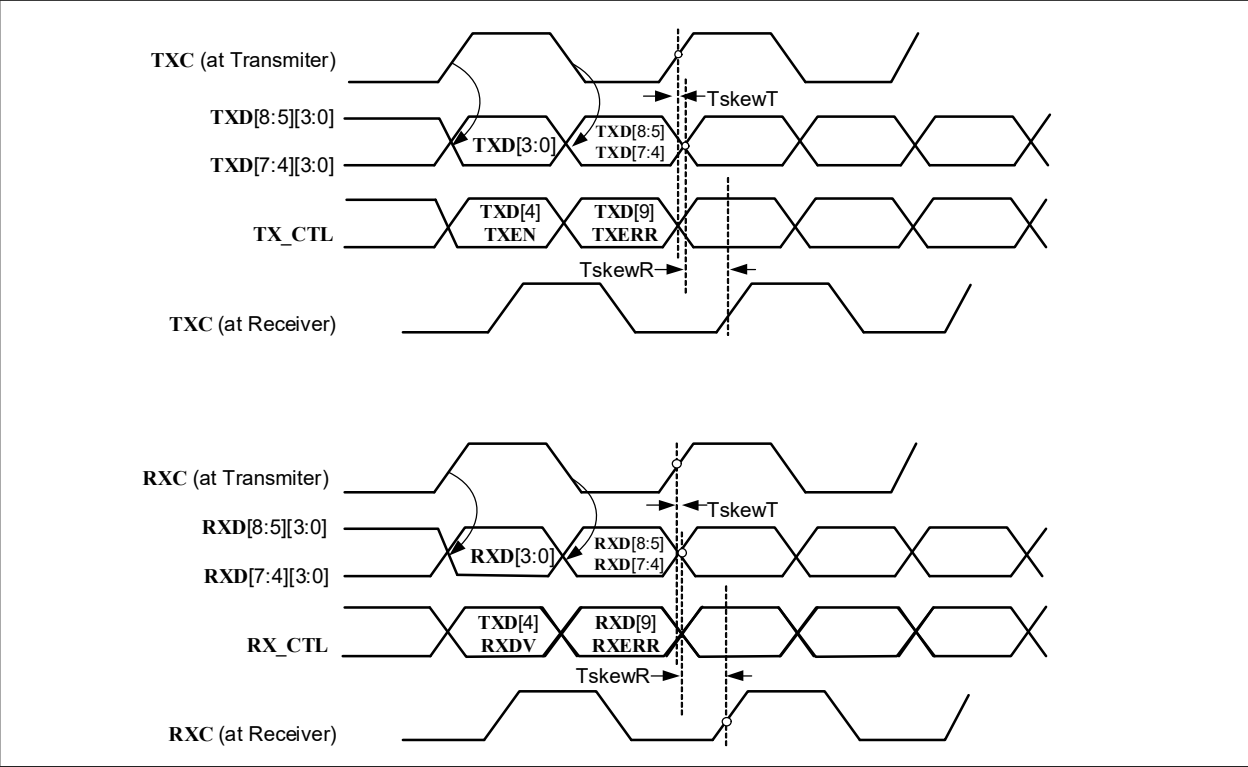 TXC (at Transmiter)
TskewT
TXD[8:5][3:0]
TXD[3:0]
TXD[8:5]
TXD[7:4]
TXD[7:4][3:0]
TX_CTL
TXD[4]
TXEN
TXD[9]
TXERR
TskewR
TXC (at Receiver)
RXC (at Transmiter)
TskewT
RXD[8:5][3:0]
RXD[3:0]
RXD[8:5]
RXD[7:4]
RXD[7:4][3:0]
RX_CTL
TXD[4]
RXDV
RXD[9]
RXERR
TskewR
RXC (at Receiver)